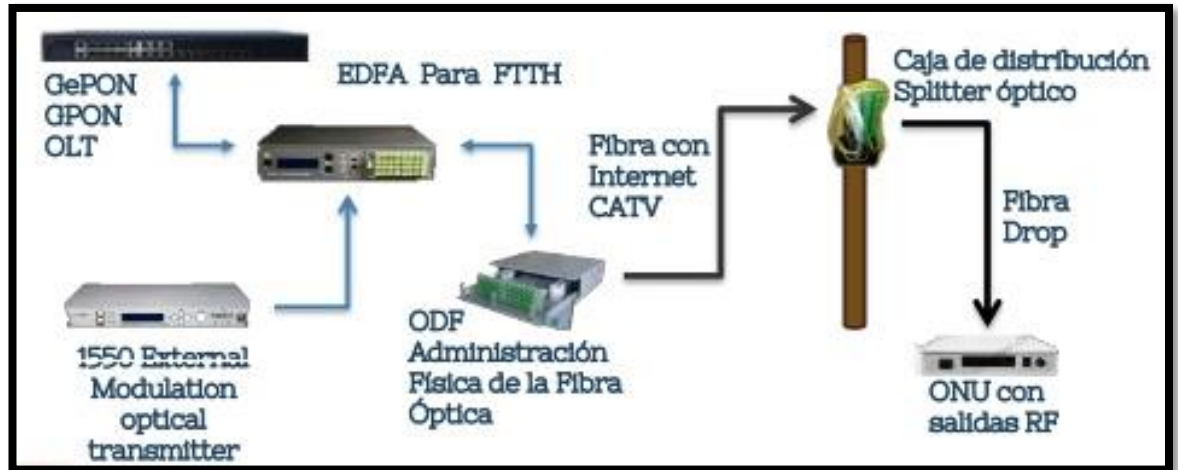 GePON
GPON
OLT
EDFA Para FTTH
1550 External
Modulation
optical
transmitter
ODF
Administración
Física de la Fibra
Óptica
Fibra con
Internet
CATV
Caja de distribución
Splitter óptico
Fibra
Drop
ONU con
salidas RF